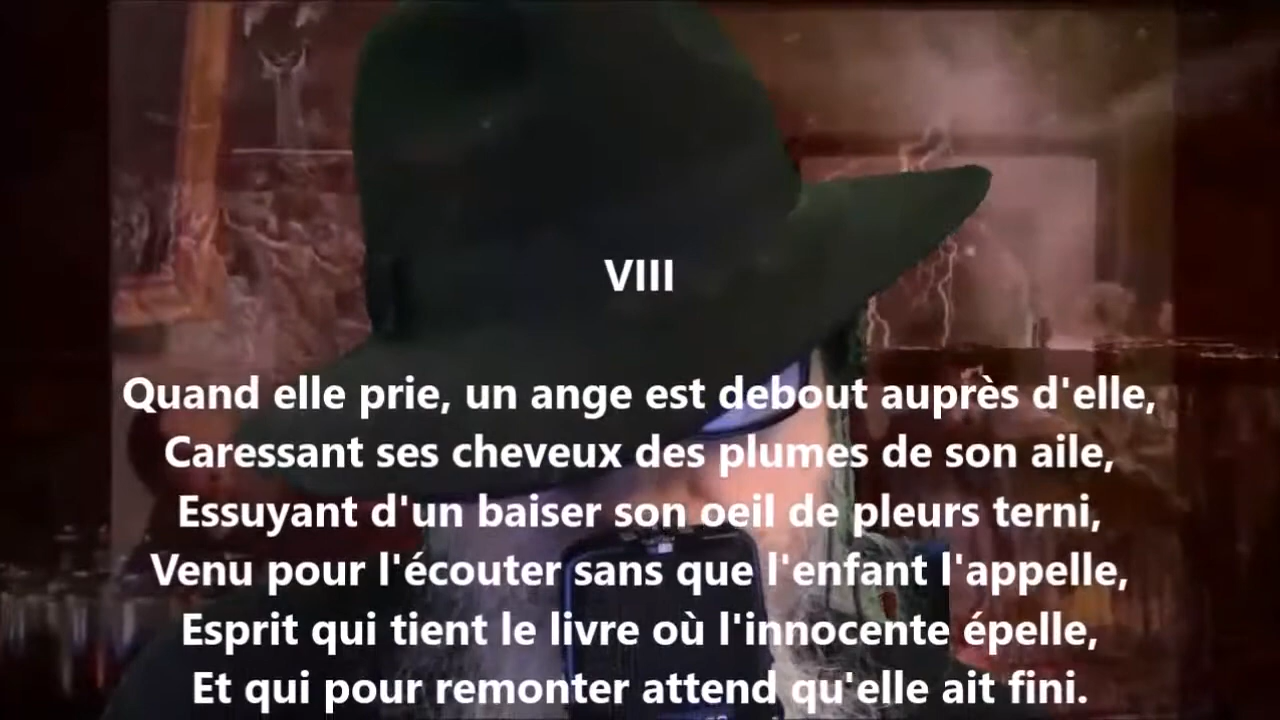 VIII
Quand elle prie, un ange est debout auprès d'elle,
Caressant ses cheveux des plumes de son aile,
Essuyant d'un baiser son oeil de pleurs terni,
Venu pour l'écouter sans que l'enfant l'appelle,
Esprit qui tient le livre où l'innocente épelle,
Et qui pour remonter attend qu'elle ait fini.